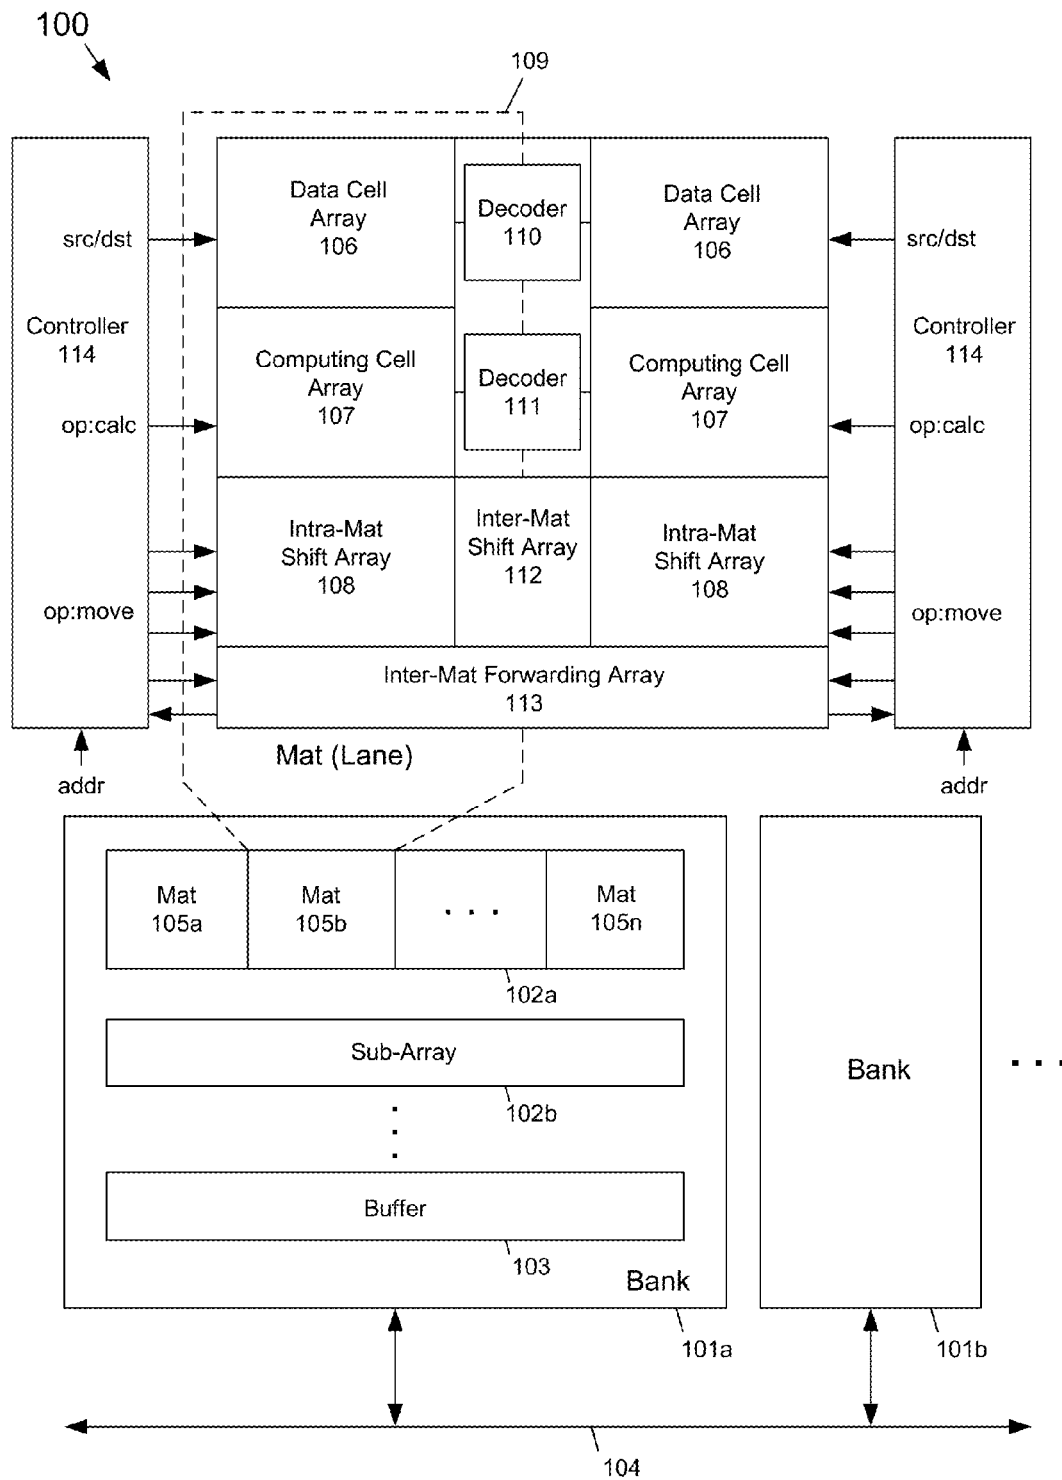 100
109
Data Cell
Array
106
Decoder
110
Data Cell
Array
106
src/dst
src/dst
Controller
114
Controller
114
Computing Cell
Array
107
Decoder
111
Computing Cell
Array
107
op:calc
op:calc
Intra-Mat
Shift Array
108
Inter-Mat
Shift Array
112
Intra-Mat
Shift Array
108
op:move
op:move
Inter-Mat Forwarding Array
113
Mat (Lane)
addr
addr
Mat
105a
Mat
105b
. . .
Mat
105n
102a
Sub-Array
102b
Buffer
103
Bank
101a
Bank
. . .
101b
104